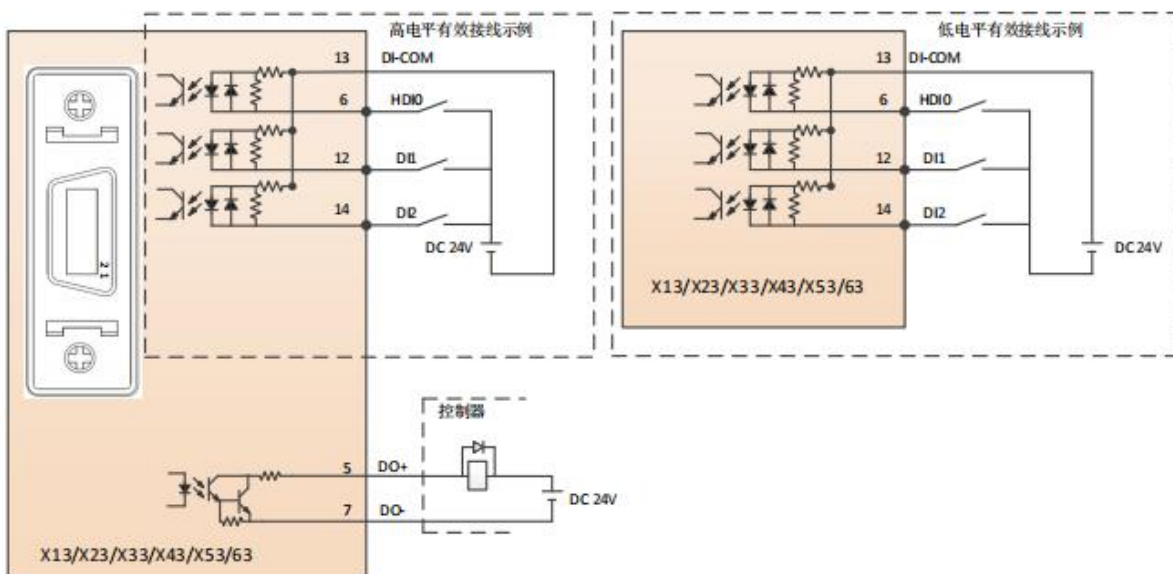 高电平有效接线示例
13 DI-COM
6 HDI0
12 DI1
14 DI2
DC 24V
2 1
低电平有效接线示例
13 DI-COM
6 HDI0
12 DI1
14 DI2
DC 24V
X13/X23/X33/X43/X53/63
控制器
5 DO+
7 DO-
DC 24V
X13/X23/X33/X43/X53/63